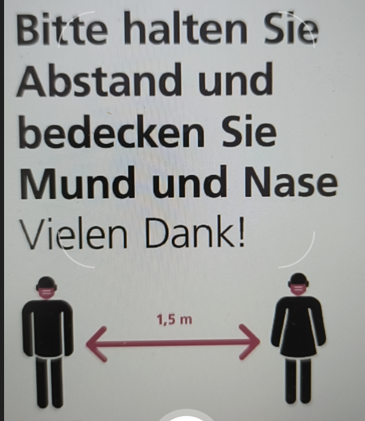 Bitte halten Sie
Abstand und
bedecken Sie
Mund und Nase
Vielen Dank!
1,5 m